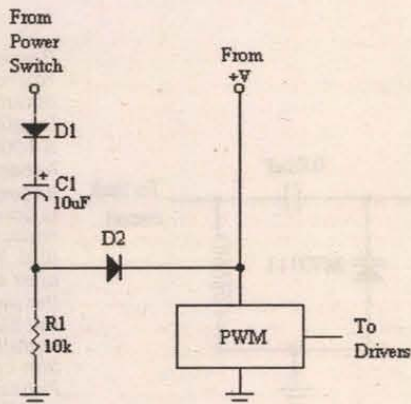 From
Power
Switch
From
+V
D1
+
C1
10uF
D2
R1
10k
PWM
To
Drivers